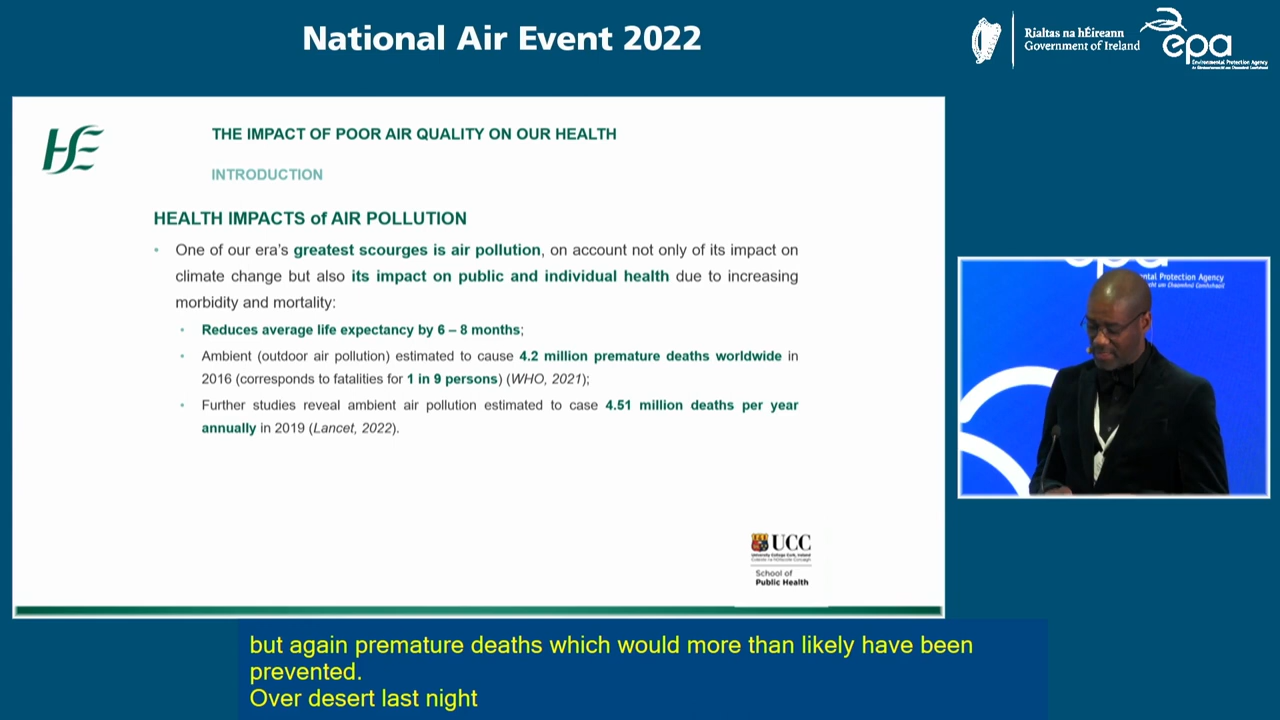 National Air Event 2022
Rialtas na hÉireann
Government of Ireland
epa
Environmental Protection Agency
HE
THE IMPACT OF POOR AIR QUALITY ON OUR HEALTH
INTRODUCTION
HEALTH IMPACTS of AIR POLLUTION
• One of our era's greatest scourges is air pollution, on account not only of its impact on
climate change but also its impact on public and individual health due to increasing
morbidity and mortality:
• Reduces average life expectancy by 6 – 8 months;
• Ambient (outdoor air pollution) estimated to cause 4.2 million premature deaths worldwide in
2016 (corresponds to fatalities for 1 in 9 persons) (WHO, 2021);
• Further studies reveal ambient air pollution estimated to case 4.51 million deaths per year
annually in 2019 (Lancet, 2022).
UCC
University College Cork, Ireland
School of
Public Health
epa
ental Protection Agency
but again premature deaths which would more than likely have been
prevented.
Over desert last night